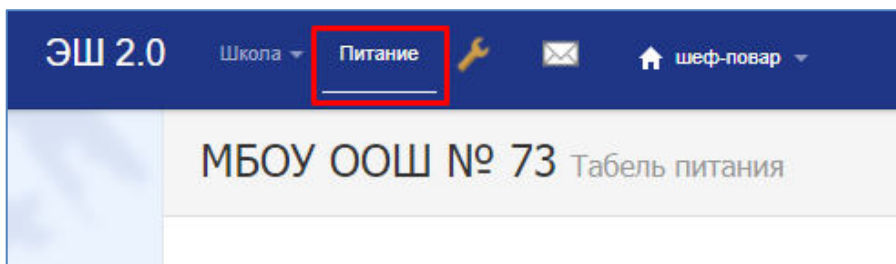 ЭШ 2.0 Школа Питание шеф-повар
МБОУ ООШ № 73 Табель питания